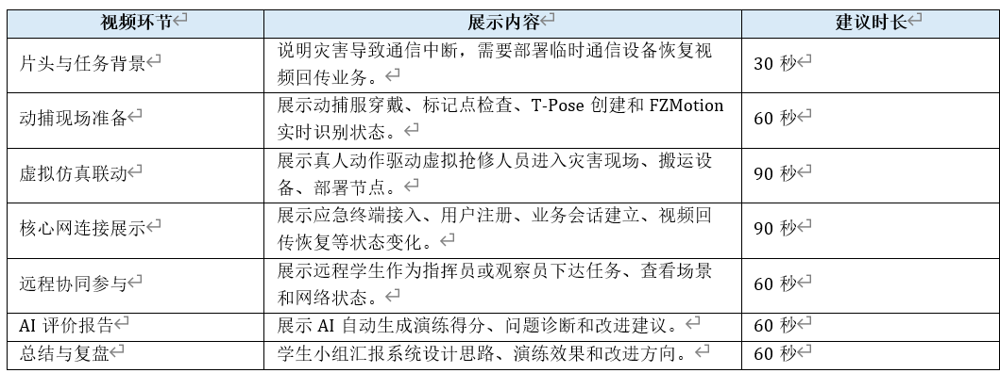 视频环节 展示内容 建议时长
片头与任务背景 说明灾害导致通信中断，需要部署临时通信设备恢复视 30 秒
频回传业务。
动捕现场准备 展示动捕服穿戴、标记点检查、T-Pose 创建和 FZMotion 60 秒
实时识别状态。
虚拟仿真联动 展示真人动作驱动虚拟抢修人员进入灾害现场、搬运设 90 秒
备、部署节点。
核心网连接展示 展示应急终端接入、用户注册、业务会话建立、视频回 90 秒
传恢复等状态变化。
远程协同参与 展示远程学生作为指挥员或观察员下达任务、查看场景 60 秒
和网络状态。
AI 评价报告 展示 AI 自动生成演练得分、问题诊断和改进建议。 60 秒
总结与复盘 学生小组汇报系统设计思路、演练效果和改进方向。 60 秒